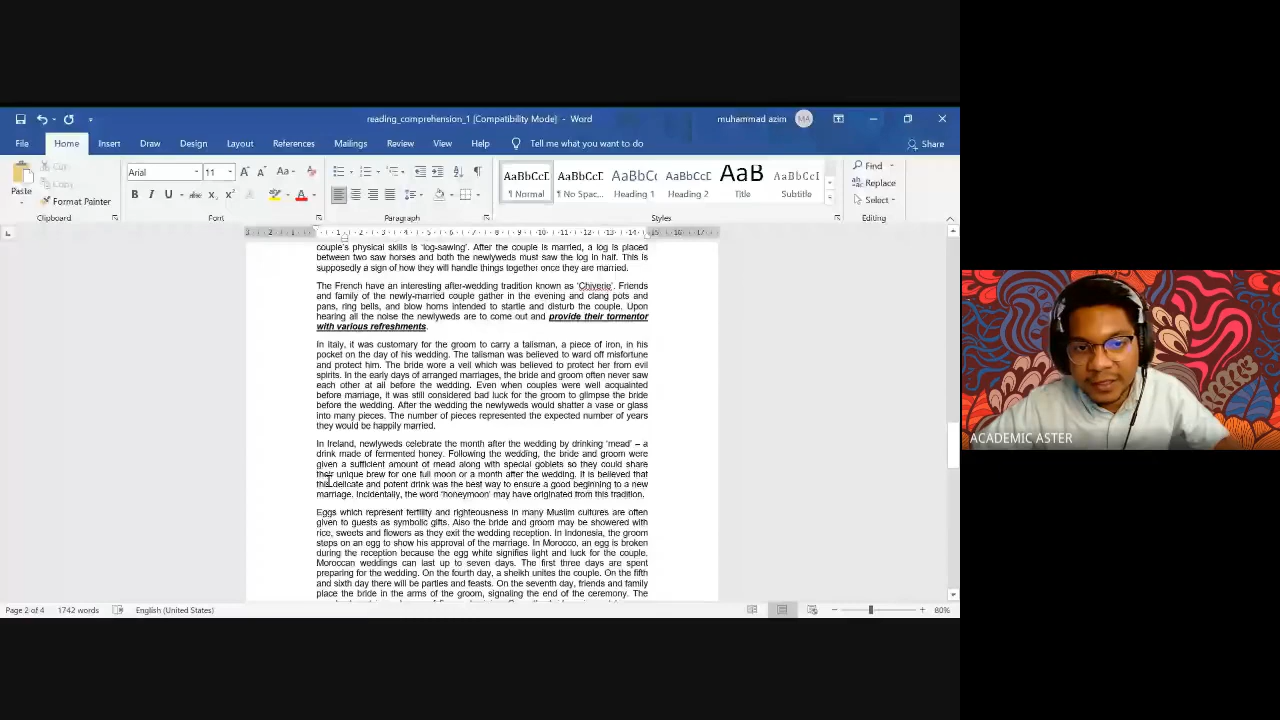 reading_comprehension_1 [Compatibility Mode] - Word
muhammad azim
MA
File Home Insert Draw Design Layout References Mailings Review View Help Tell me what you want to do Share
Paste
Cut
Copy
Format Painter
Clipboard
Arial 11
B I U
Font
Paragraph
AaBbCcI AaBbCcI AaBbCc AaBbCcI AaB AaBbCcI
¶ Normal ¶ No Spac... Heading 1 Heading 2 Title Subtitle
Styles
Find
Replace
Select
Editing
couple's physical skills is 'log-sawing'. After the couple is married, a log is placed
between two saw horses and both the newlyweds must saw the log in half. This is
supposedly a sign of how they will handle things together once they are married.
The French have an interesting after-wedding tradition known as 'Chiverie'. Friends
and family of the newly-married couple gather in the evening and clang pots and
pans, ring bells, and blow horns intended to startle and disturb the couple. Upon
hearing all the noise the newlyweds are to come out and provide their tormentor
with various refreshments.
In Italy, it was customary for the groom to carry a talisman, a piece of iron, in his
pocket on the day of his wedding. The talisman was believed to ward off misfortune
and protect him. The bride wore a veil which was believed to protect her from evil
spirits. In the early days of arranged marriages, the bride and groom often never saw
each other at all before the wedding. Even when couples were well acquainted
before marriage, it was still considered bad luck for the groom to glimpse the bride
before the wedding. After the wedding the newlyweds would shatter a vase or glass
into many pieces. The number of pieces represented the expected number of years
they would be happily married.
In Ireland, newlyweds celebrate the month after the wedding by drinking 'mead' – a
drink made of fermented honey. Following the wedding, the bride and groom were
given a sufficient amount of mead along with special goblets so they could share
their unique brew for one full moon or a month after the wedding. It is believed that
this delicate and potent drink was the best way to ensure a good beginning to a new
marriage. Incidentally, the word 'honeymoon' may have originated from this tradition.
Eggs which represent fertility and righteousness in many Muslim cultures are often
given to guests as symbolic gifts. Also the bride and groom may be showered with
rice, sweets and flowers as they exit the wedding reception. In Indonesia, the groom
steps on an egg to show his approval of the marriage. In Morocco, an egg is broken
during the reception because the egg white signifies light and luck for the couple.
Moroccan weddings can last up to seven days. The first three days are spent
preparing for the wedding. On the fourth day, a sheikh unites the couple. On the fifth
and sixth day there will be parties and feasts. On the seventh day, friends and family
place the bride in the arms of the groom, signaling the end of the ceremony. The
Page 2 of 4 1742 words English (United States) 80%
ACADEMIC ASTER